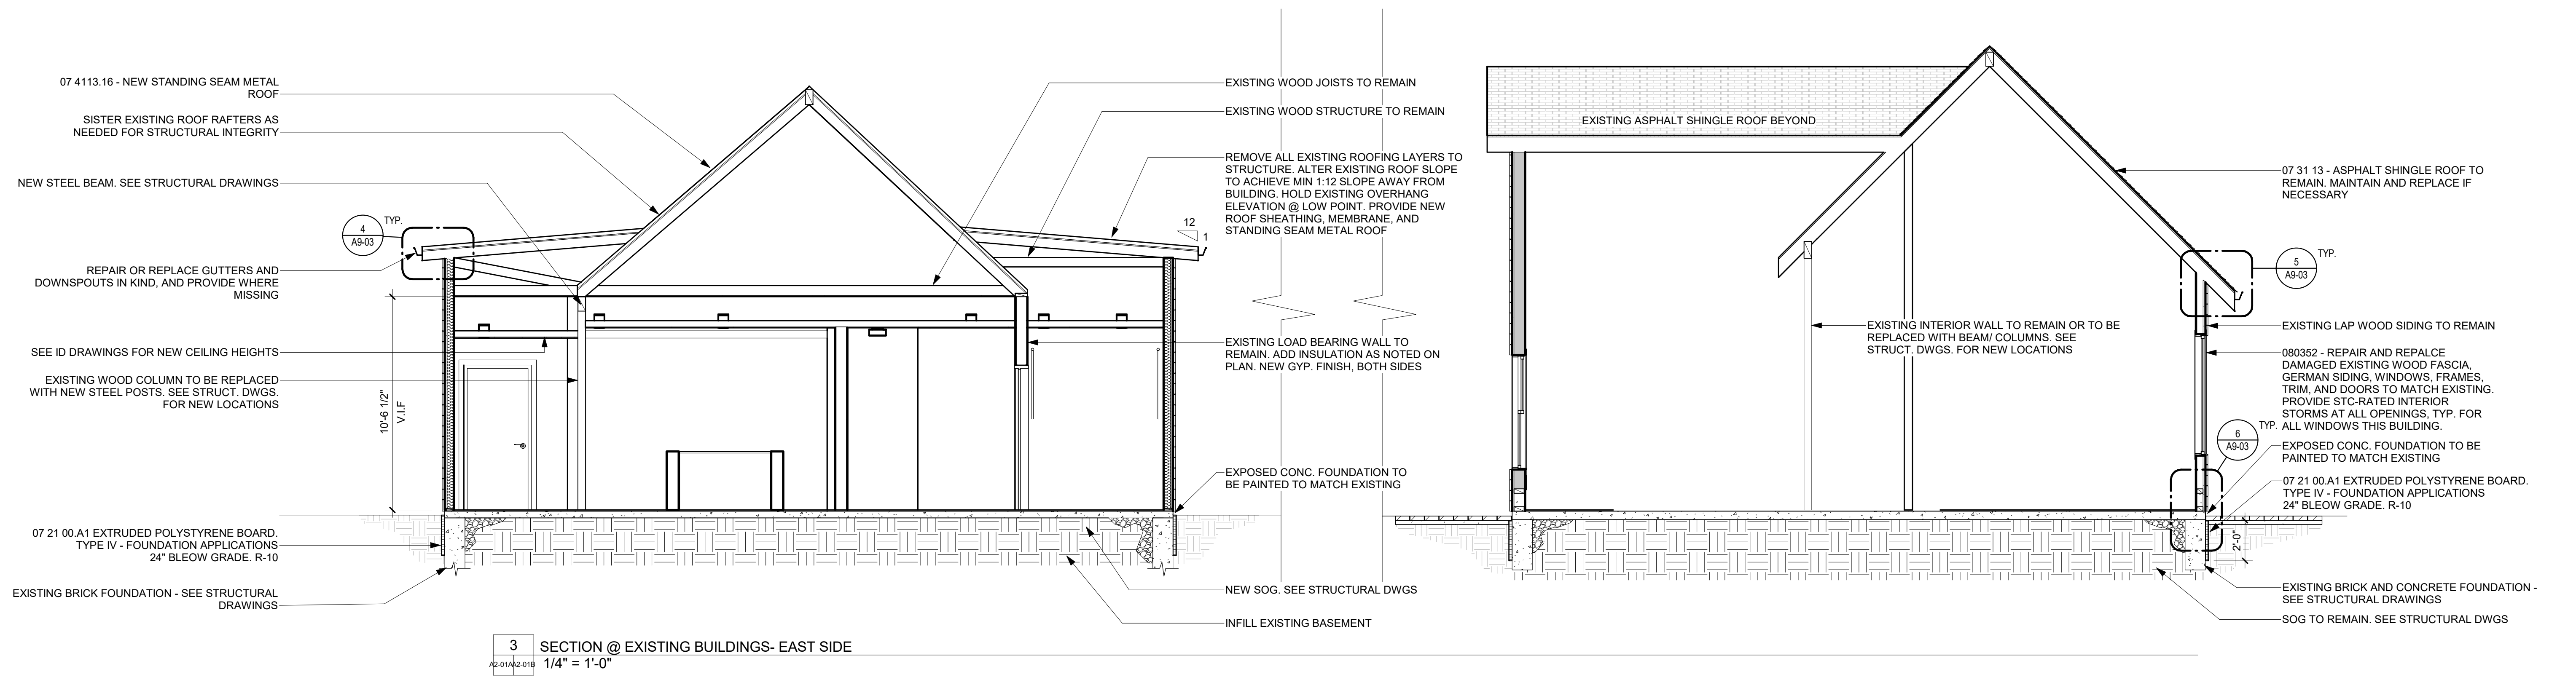 07 4113.16 - NEW STANDING SEAM METAL
ROOF
SISTER EXISTING ROOF RAFTERS AS
NEEDED FOR STRUCTURAL INTEGRITY
NEW STEEL BEAM. SEE STRUCTURAL DRAWINGS
4
A9-03
TYP.
REPAIR OR REPLACE GUTTERS AND
DOWNSPOUTS IN KIND, AND PROVIDE WHERE
MISSING
SEE ID DRAWINGS FOR NEW CEILING HEIGHTS
EXISTING WOOD COLUMN TO BE REPLACED
WITH NEW STEEL POSTS. SEE STRUCT. DWGS.
FOR NEW LOCATIONS
10'-6 1/2"
V.I.F
07 21 00.A1 EXTRUDED POLYSTYRENE BOARD.
TYPE IV - FOUNDATION APPLICATIONS
24" BLEOW GRADE. R-10
EXISTING BRICK FOUNDATION - SEE STRUCTURAL
DRAWINGS
EXISTING WOOD JOISTS TO REMAIN
EXISTING WOOD STRUCTURE TO REMAIN
REMOVE ALL EXISTING ROOFING LAYERS TO
STRUCTURE. ALTER EXISTING ROOF SLOPE
TO ACHIEVE MIN 1:12 SLOPE AWAY FROM
BUILDING. HOLD EXISTING OVERHANG
ELEVATION @ LOW POINT. PROVIDE NEW
ROOF SHEATHING, MEMBRANE, AND
STANDING SEAM METAL ROOF
12
1
EXISTING LOAD BEARING WALL TO
REMAIN. ADD INSULATION AS NOTED ON
PLAN. NEW GYP. FINISH, BOTH SIDES
EXPOSED CONC. FOUNDATION TO
BE PAINTED TO MATCH EXISTING
NEW SOG. SEE STRUCTURAL DWGS
INFILL EXISTING BASEMENT
EXISTING ASPHALT SHINGLE ROOF BEYOND
EXISTING INTERIOR WALL TO REMAIN OR TO BE
REPLACED WITH BEAM/ COLUMNS. SEE
STRUCT. DWGS. FOR NEW LOCATIONS
07 31 13 - ASPHALT SHINGLE ROOF TO
REMAIN. MAINTAIN AND REPLACE IF
NECESSARY
5
A9-03
TYP.
EXISTING LAP WOOD SIDING TO REMAIN
080352 - REPAIR AND REPALCE
DAMAGED EXISTING WOOD FASCIA,
GERMAN SIDING, WINDOWS, FRAMES,
TRIM, AND DOORS TO MATCH EXISTING.
PROVIDE STC-RATED INTERIOR
STORMS AT ALL OPENINGS, TYP. FOR
ALL WINDOWS THIS BUILDING.
6
A9-03
TYP.
EXPOSED CONC. FOUNDATION TO BE
PAINTED TO MATCH EXISTING
07 21 00.A1 EXTRUDED POLYSTYRENE BOARD.
TYPE IV - FOUNDATION APPLICATIONS
24" BLEOW GRADE. R-10
2'-0"
EXISTING BRICK AND CONCRETE FOUNDATION -
SEE STRUCTURAL DRAWINGS
SOG TO REMAIN. SEE STRUCTURAL DWGS
3
SECTION @ EXISTING BUILDINGS- EAST SIDE
A2-01A
A2-01B
1/4" = 1'-0"